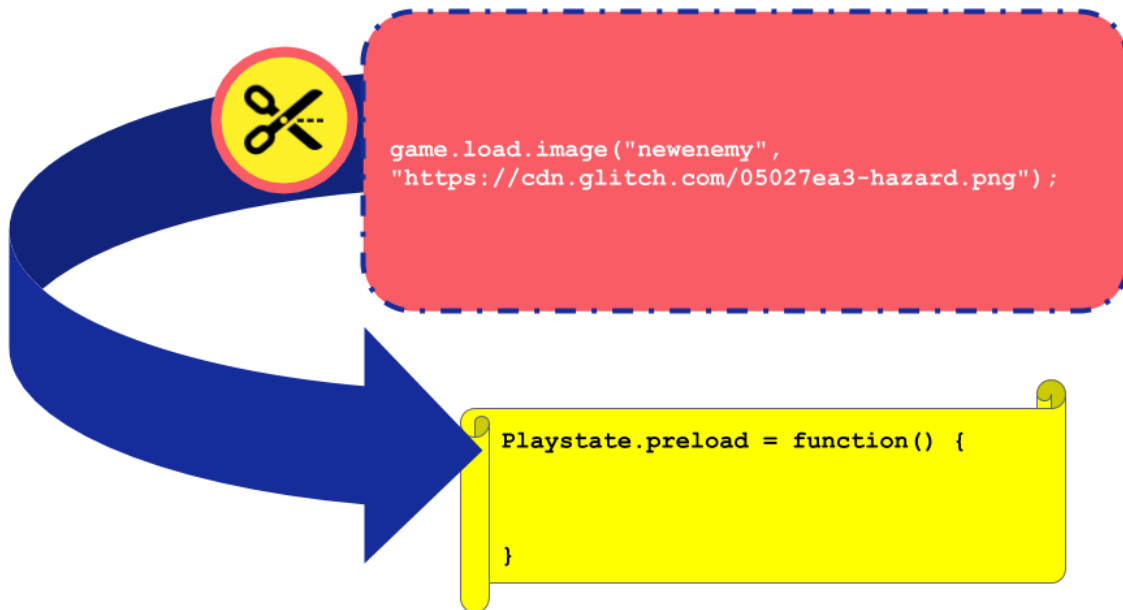 game.load.image("newenemy",
"https://cdn.glitch.com/05027ea3-hazard.png");
Playstate.preload = function() {
}